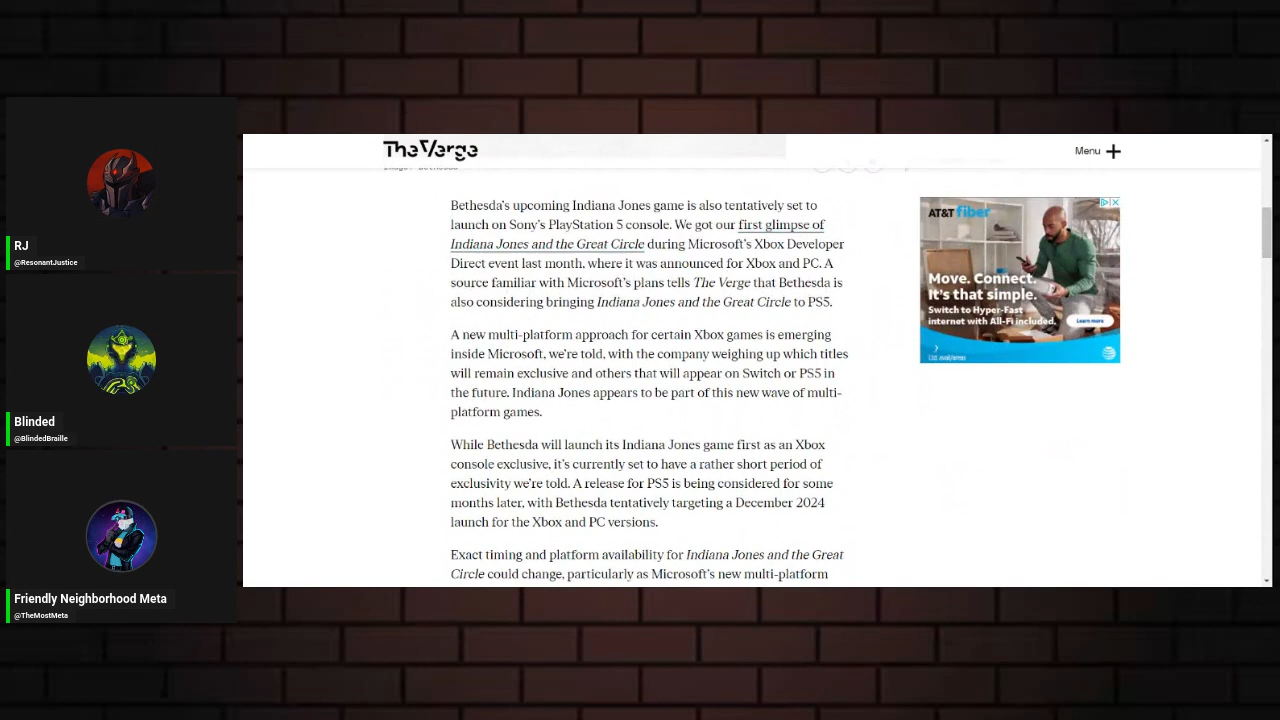 RJ
@ResonantJustice
Blinded
@BlindedBraille
Friendly Neighborhood Meta
@TheMostMeta
TheVerge
Menu
Bethesda's upcoming Indiana Jones game is also tentatively set to
launch on Sony's PlayStation 5 console. We got our first glimpse of
Indiana Jones and the Great Circle during Microsoft's Xbox Developer
Direct event last month, where it was announced for Xbox and PC. A
source familiar with Microsoft's plans tells The Verge that Bethesda is
also considering bringing Indiana Jones and the Great Circle to PS5.
A new multi-platform approach for certain Xbox games is emerging
inside Microsoft, we're told, with the company weighing up which titles
will remain exclusive and others that will appear on Switch or PS5 in
the future. Indiana Jones appears to be part of this new wave of multi-
platform games.
While Bethesda will launch its Indiana Jones game first as an Xbox
console exclusive, it's currently set to have a rather short period of
exclusivity we're told. A release for PS5 is being considered for some
months later, with Bethesda tentatively targeting a December 2024
launch for the Xbox and PC versions.
Exact timing and platform availability for Indiana Jones and the Great
Circle could change, particularly as Microsoft's new multi-platform
AT&T fiber
Move. Connect.
It's that simple.
Switch to Hyper-Fast
internet with All-Fi included.
Learn more
Ltd. avail/areas